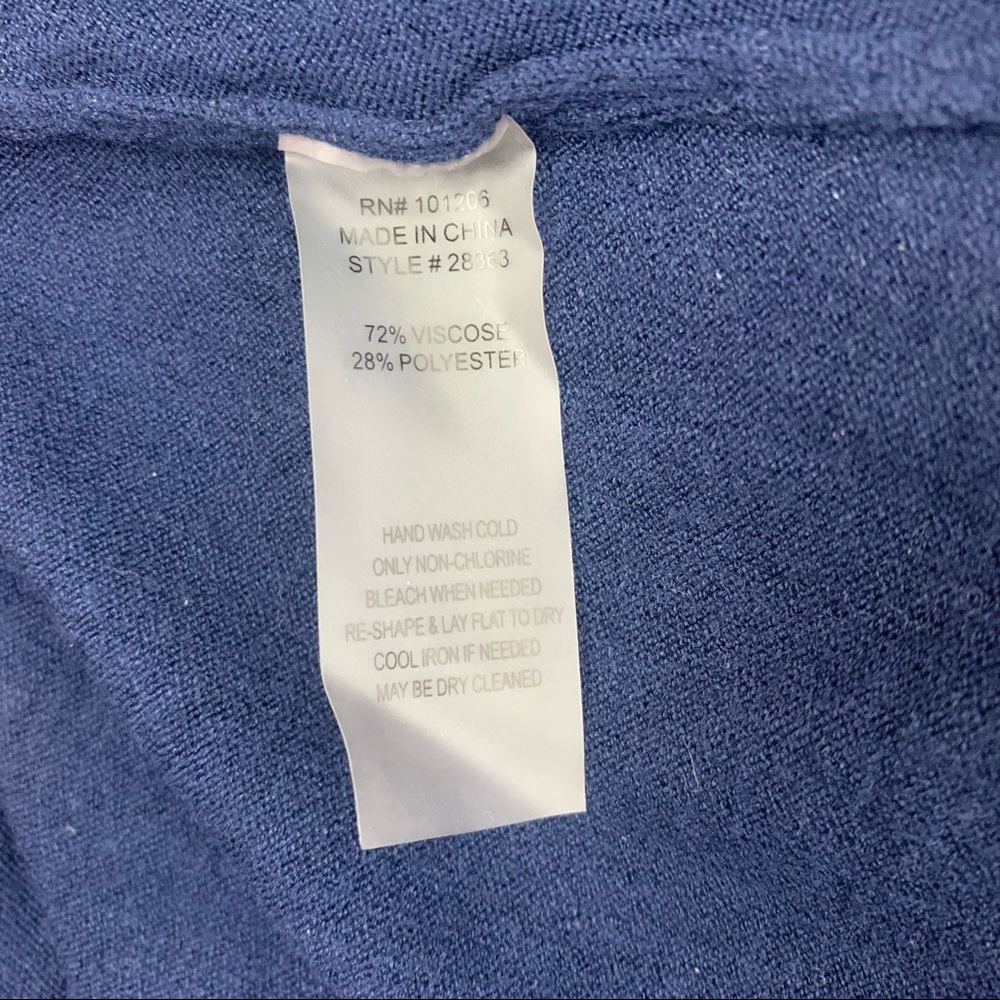 RN# 101206
MADE IN CHINA
STYLE # 28363
72% VISCOSE
28% POLYESTER
HAND WASH COLD
ONLY NON-CHLORINE
BLEACH WHEN NEEDED
RE-SHAPE & LAY FLAT TO DRY
COOL IRON IF NEEDED
MAY BE DRY CLEANED